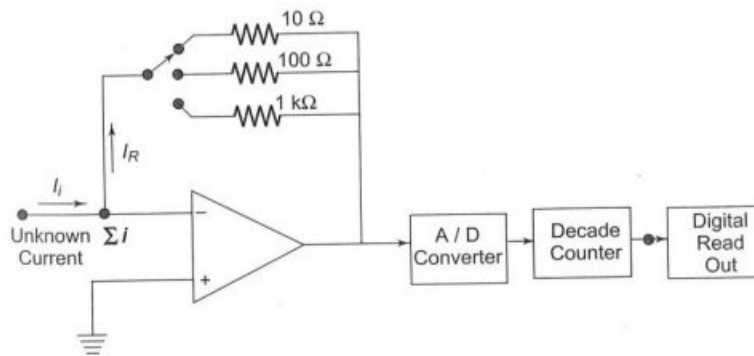 10 Ω
100 Ω
1 kΩ
I_R
I_i
Unknown
Current
Σ i
−
+
A / D
Converter
Decade
Counter
Digital
Read
Out